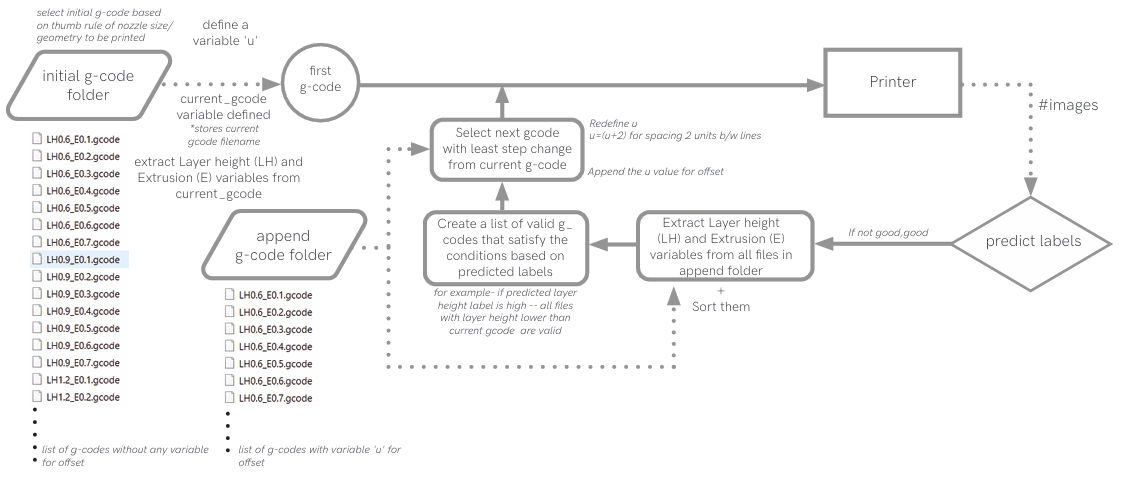 select initial g-code based
on thumb rule of nozzle size/
geometry to be printed
define a
variable 'u'
initial g-code
folder
first
g-code
Printer
#images
current_gcode
variable defined
*stores current
gcode filename
extract Layer height (LH) and
Extrusion (E) variables from
current_gcode
LH0.6_E0.1.gcode
LH0.6_E0.2.gcode
LH0.6_E0.3.gcode
LH0.6_E0.4.gcode
LH0.6_E0.5.gcode
LH0.6_E0.6.gcode
LH0.6_E0.7.gcode
LH0.9_E0.1.gcode
LH0.9_E0.2.gcode
LH0.9_E0.3.gcode
LH0.9_E0.4.gcode
LH0.9_E0.5.gcode
LH0.9_E0.6.gcode
LH0.9_E0.7.gcode
LH1.2_E0.1.gcode
LH1.2_E0.2.gcode
list of g-codes without any variable
for offset
append
g-code folder
LH0.6_E0.1.gcode
LH0.6_E0.2.gcode
LH0.6_E0.3.gcode
LH0.6_E0.4.gcode
LH0.6_E0.5.gcode
LH0.6_E0.6.gcode
LH0.6_E0.7.gcode
list of g-codes with variable 'u' for
offset
Select next gcode
with least step change
from current g-code
Redefine u
u=(u+2) for spacing 2 units b/w lines
Append the u value for offset
Create a list of valid g_
codes that satisfy the
conditions based on
predicted labels
for example- if predicted layer
height label is high -- all files
with layer height lower than
current gcode are valid
Extract Layer height
(LH) and Extrusion (E)
variables from all files in
append folder
+
Sort them
If not good,good
predict labels